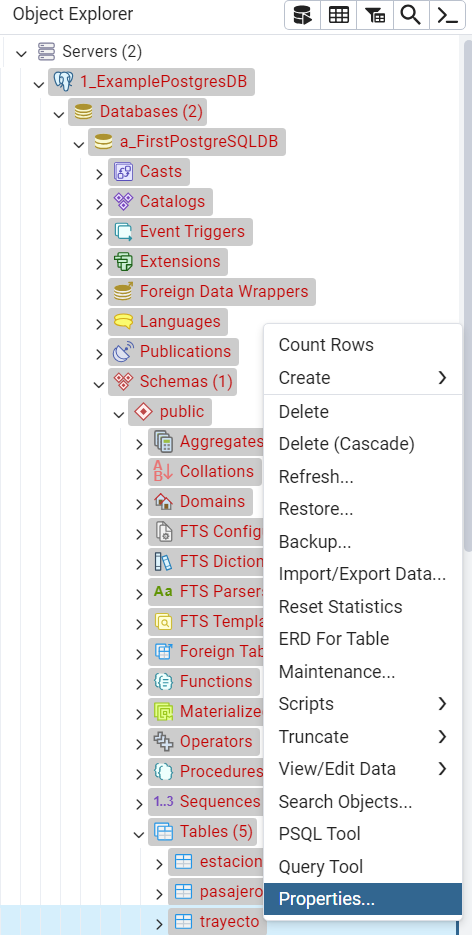 Object Explorer
Servers (2)
1_ExamplePostgresDB
Databases (2)
a_FirstPostgreSQLDB
Casts
Catalogs
Event Triggers
Extensions
Foreign Data Wrappers
Languages
Publications
Schemas (1)
public
Aggregates
Collations
Domains
FTS Config
FTS Diction
Aa FTS Parsers
FTS Templa
Foreign Tab
Functions
Materialize
Operators
Procedures
1..3 Sequences
Tables (5)
estacion
pasajero
trayecto
Count Rows
Create
Delete
Delete (Cascade)
Refresh...
Restore...
Backup...
Import/Export Data...
Reset Statistics
ERD For Table
Maintenance...
Scripts
Truncate
View/Edit Data
Search Objects...
PSQL Tool
Query Tool
Properties...